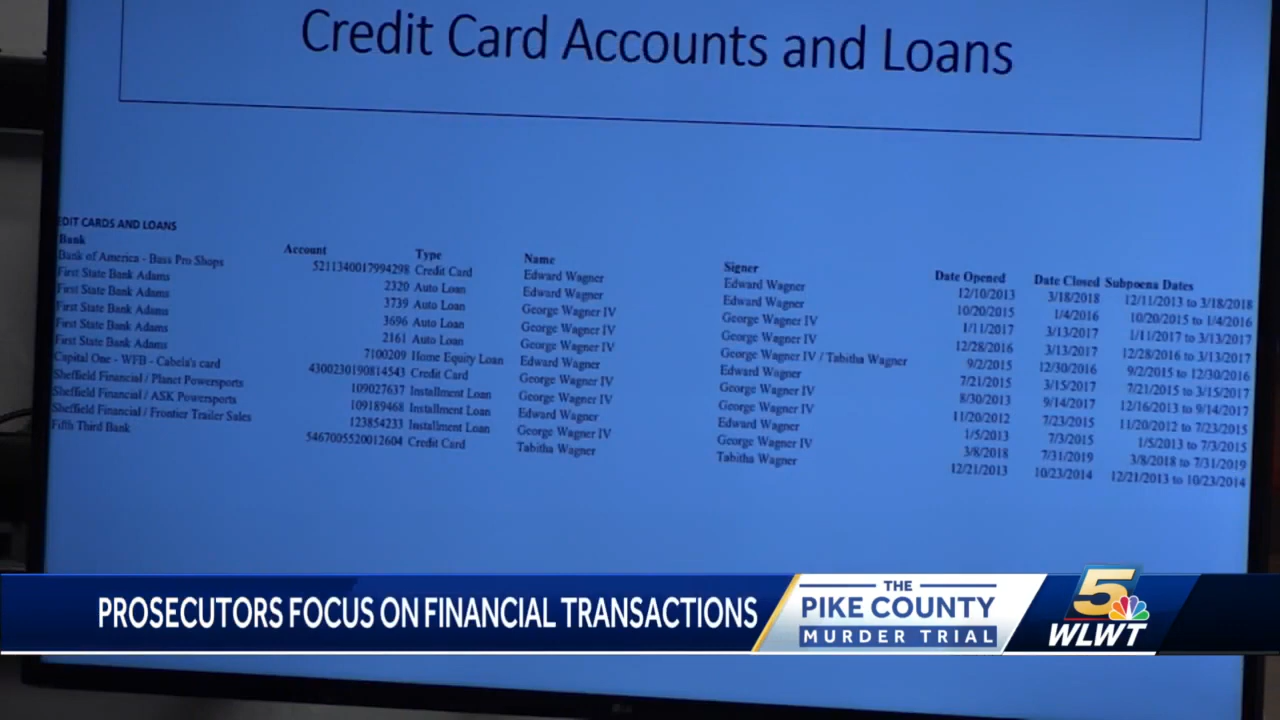 Credit Card Accounts and Loans
EDIT CARDS AND LOANS
Bank Account Type Name Signer Date Opened Date Closed Subpoena Dates
Bank of America - Bass Pro Shops 5211340017994298 Credit Card Edward Wagner Edward Wagner 12/10/2013 3/18/2018 12/11/2013 to 3/18/2018
First State Bank Adams 2320 Auto Loan Edward Wagner Edward Wagner 10/20/2015 1/4/2016 10/20/2015 to 1/4/2016
First State Bank Adams 3739 Auto Loan George Wagner IV George Wagner IV 1/11/2017 3/13/2017 1/11/2017 to 3/13/2017
First State Bank Adams 3696 Auto Loan George Wagner IV George Wagner IV 12/28/2016 3/13/2017 12/28/2016 to 3/13/2017
First State Bank Adams 2161 Auto Loan George Wagner IV George Wagner IV / Tabitha Wagner 9/2/2015 12/30/2016 9/2/2015 to 12/30/2016
First State Bank Adams 7100209 Home Equity Loan Edward Wagner Edward Wagner 7/21/2015 3/15/2017 7/21/2015 to 3/15/2017
Capital One - WFB - Cabela's card 4300230190814543 Credit Card George Wagner IV George Wagner IV 8/30/2013 9/14/2017 12/16/2013 to 9/14/2017
Sheffield Financial / Planet Powersports 109027637 Installment Loan George Wagner IV George Wagner IV 11/20/2012 7/23/2015 11/20/2012 to 7/23/2015
Sheffield Financial / ASK Powersports 109189468 Installment Loan Edward Wagner Edward Wagner 1/5/2013 7/3/2015 1/5/2013 to 7/3/2015
Sheffield Financial / Frontier Trailer Sales 123854233 Installment Loan George Wagner IV George Wagner IV 3/8/2018 7/31/2019 3/8/2018 to 7/31/2019
Fifth Third Bank 5467005520012604 Credit Card Tabitha Wagner Tabitha Wagner 12/21/2013 10/23/2014 12/21/2013 to 10/23/2014
PROSECUTORS FOCUS ON FINANCIAL TRANSACTIONS
THE
PIKE COUNTY
MURDER TRIAL
5
WLWT
LG